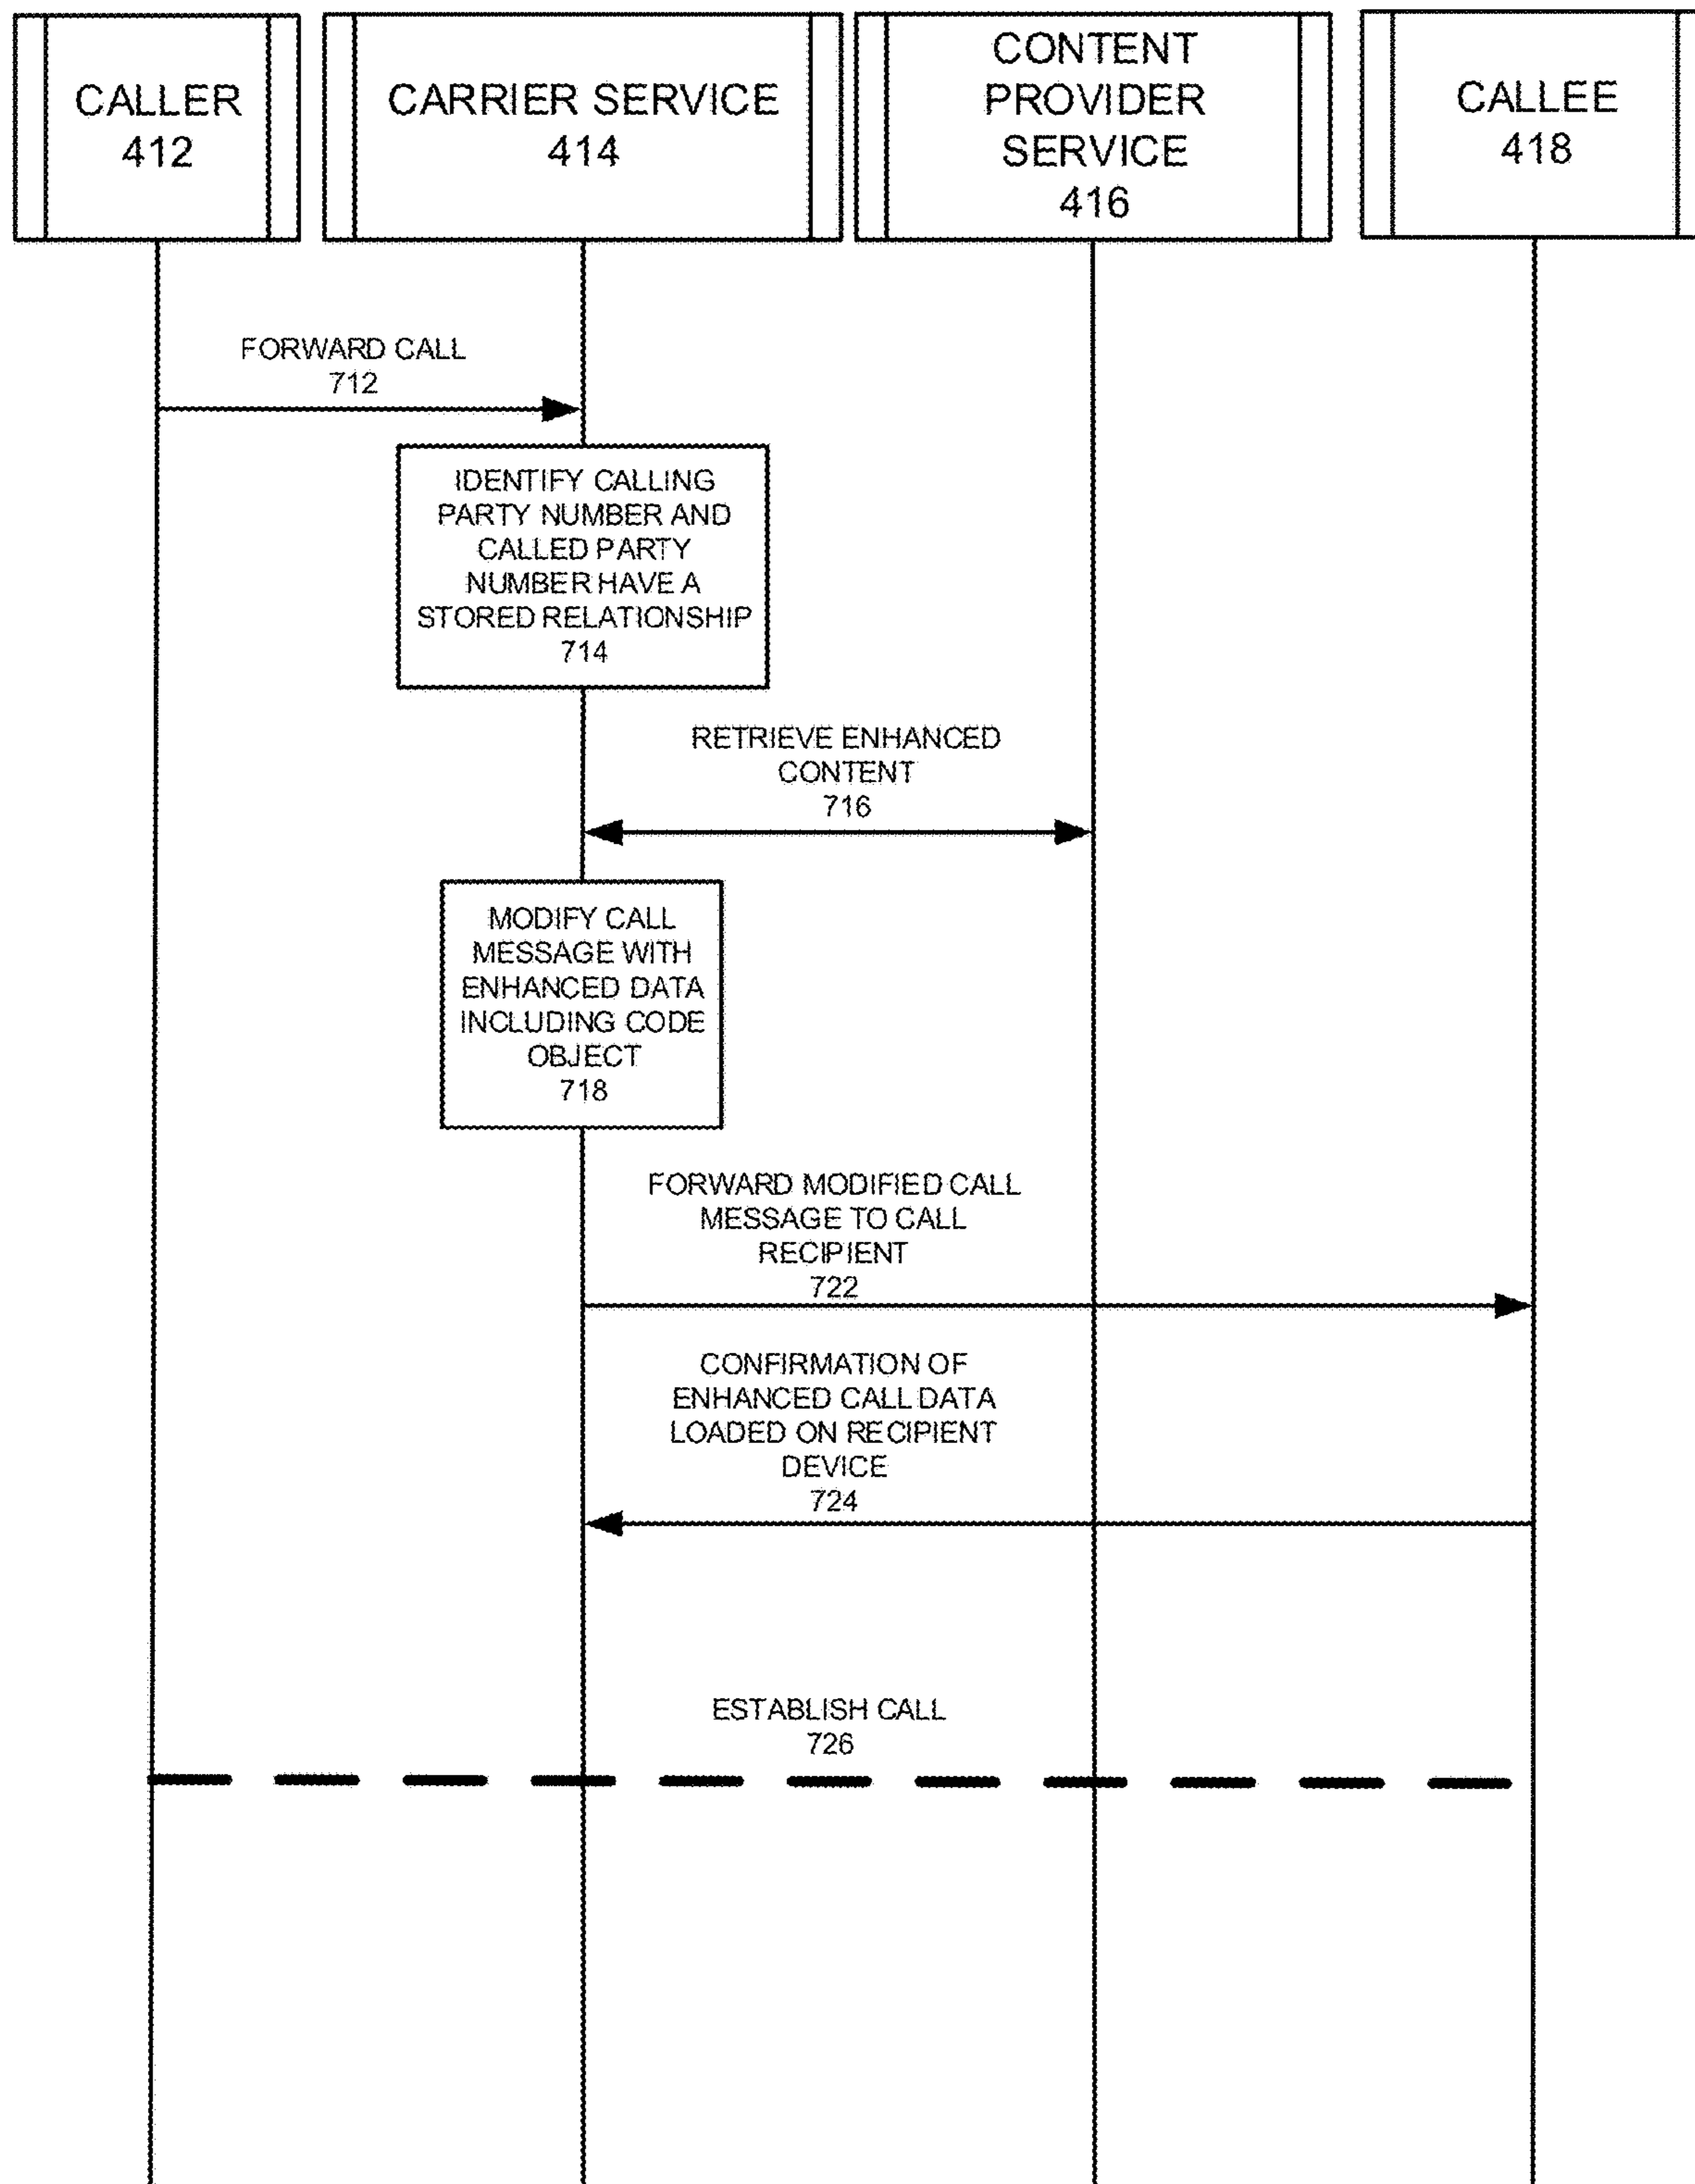 CALLER
412
CARRIER SERVICE
414
CONTENT
PROVIDER
SERVICE
416
CALLEE
418
FORWARD CALL
712
IDENTIFY CALLING
PARTY NUMBER AND
CALLED PARTY
NUMBER HAVE A
STORED RELATIONSHIP
714
RETRIEVE ENHANCED
CONTENT
716
MODIFY CALL
MESSAGE WITH
ENHANCED DATA
INCLUDING CODE
OBJECT
718
FORWARD MODIFIED CALL
MESSAGE TO CALL
RECIPIENT
722
CONFIRMATION OF
ENHANCED CALL DATA
LOADED ON RECIPIENT
DEVICE
724
ESTABLISH CALL
726